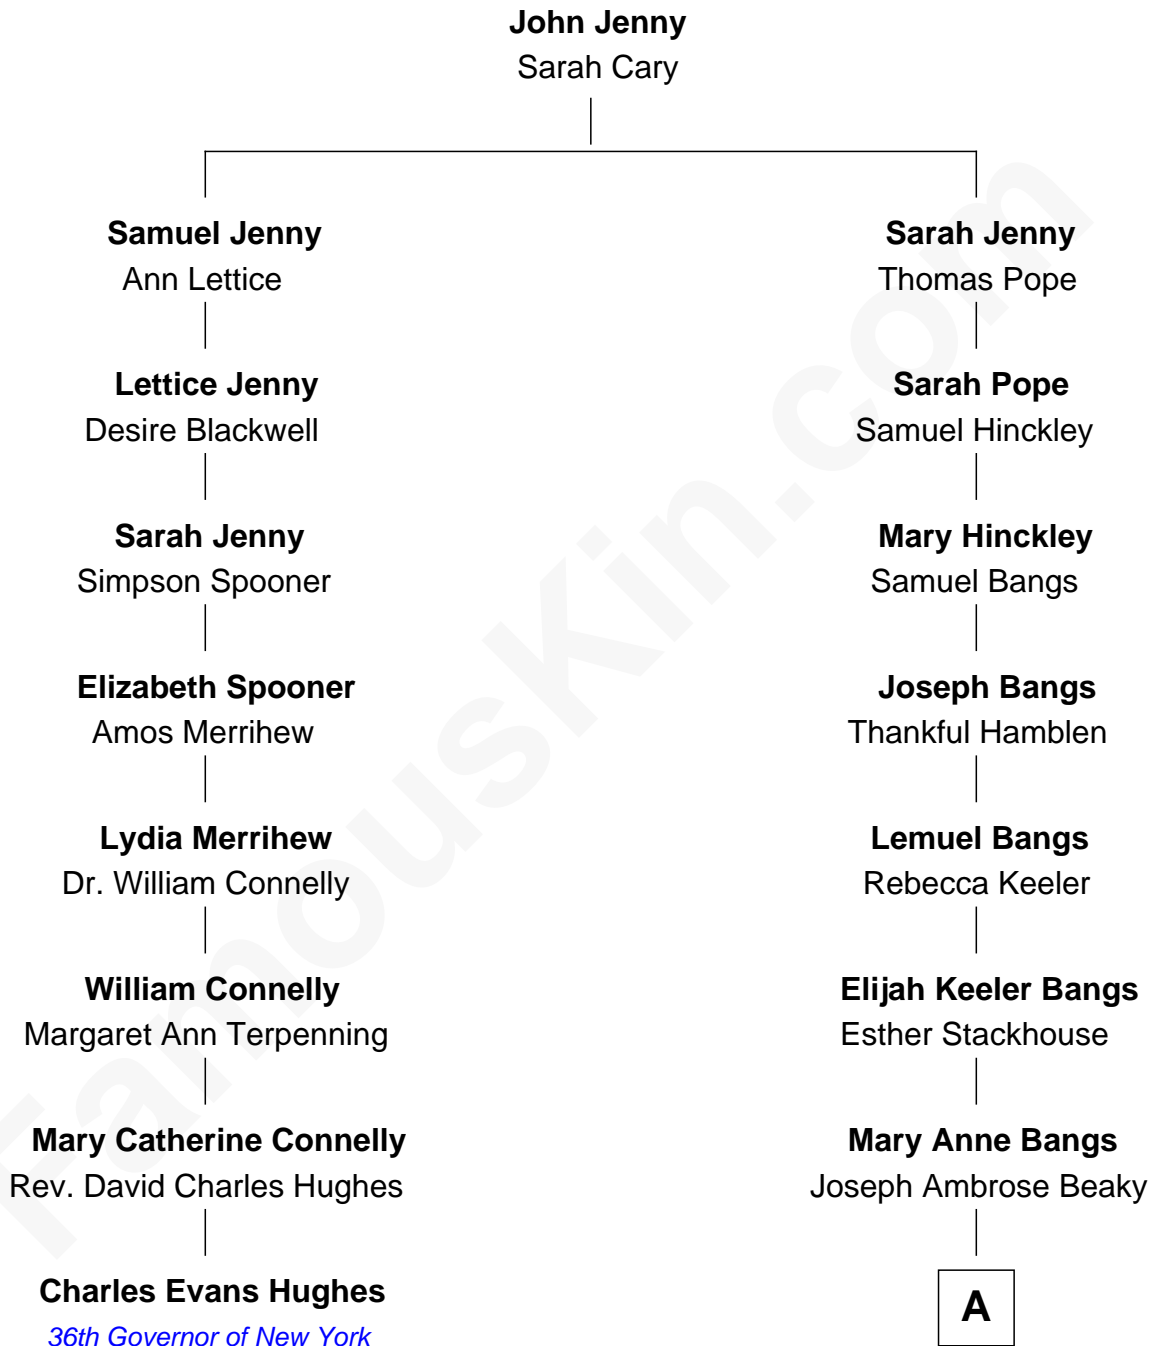 John Jenny
Sarah Cary
Samuel Jenny
Ann Lettice
Lettice Jenny
Desire Blackwell
Sarah Jenny
Simpson Spooner
Elizabeth Spooner
Amos Merrihew
Lydia Merrihew
Dr. William Connelly
William Connelly
Margaret Ann Terpenning
Mary Catherine Connelly
Rev. David Charles Hughes
Charles Evans Hughes
36th Governor of New York
Sarah Jenny
Thomas Pope
Sarah Pope
Samuel Hinckley
Mary Hinckley
Samuel Bangs
Joseph Bangs
Thankful Hamblen
Lemuel Bangs
Rebecca Keeler
Elijah Keeler Bangs
Esther Stackhouse
Mary Anne Bangs
Joseph Ambrose Beaky
A
FamousKin.com